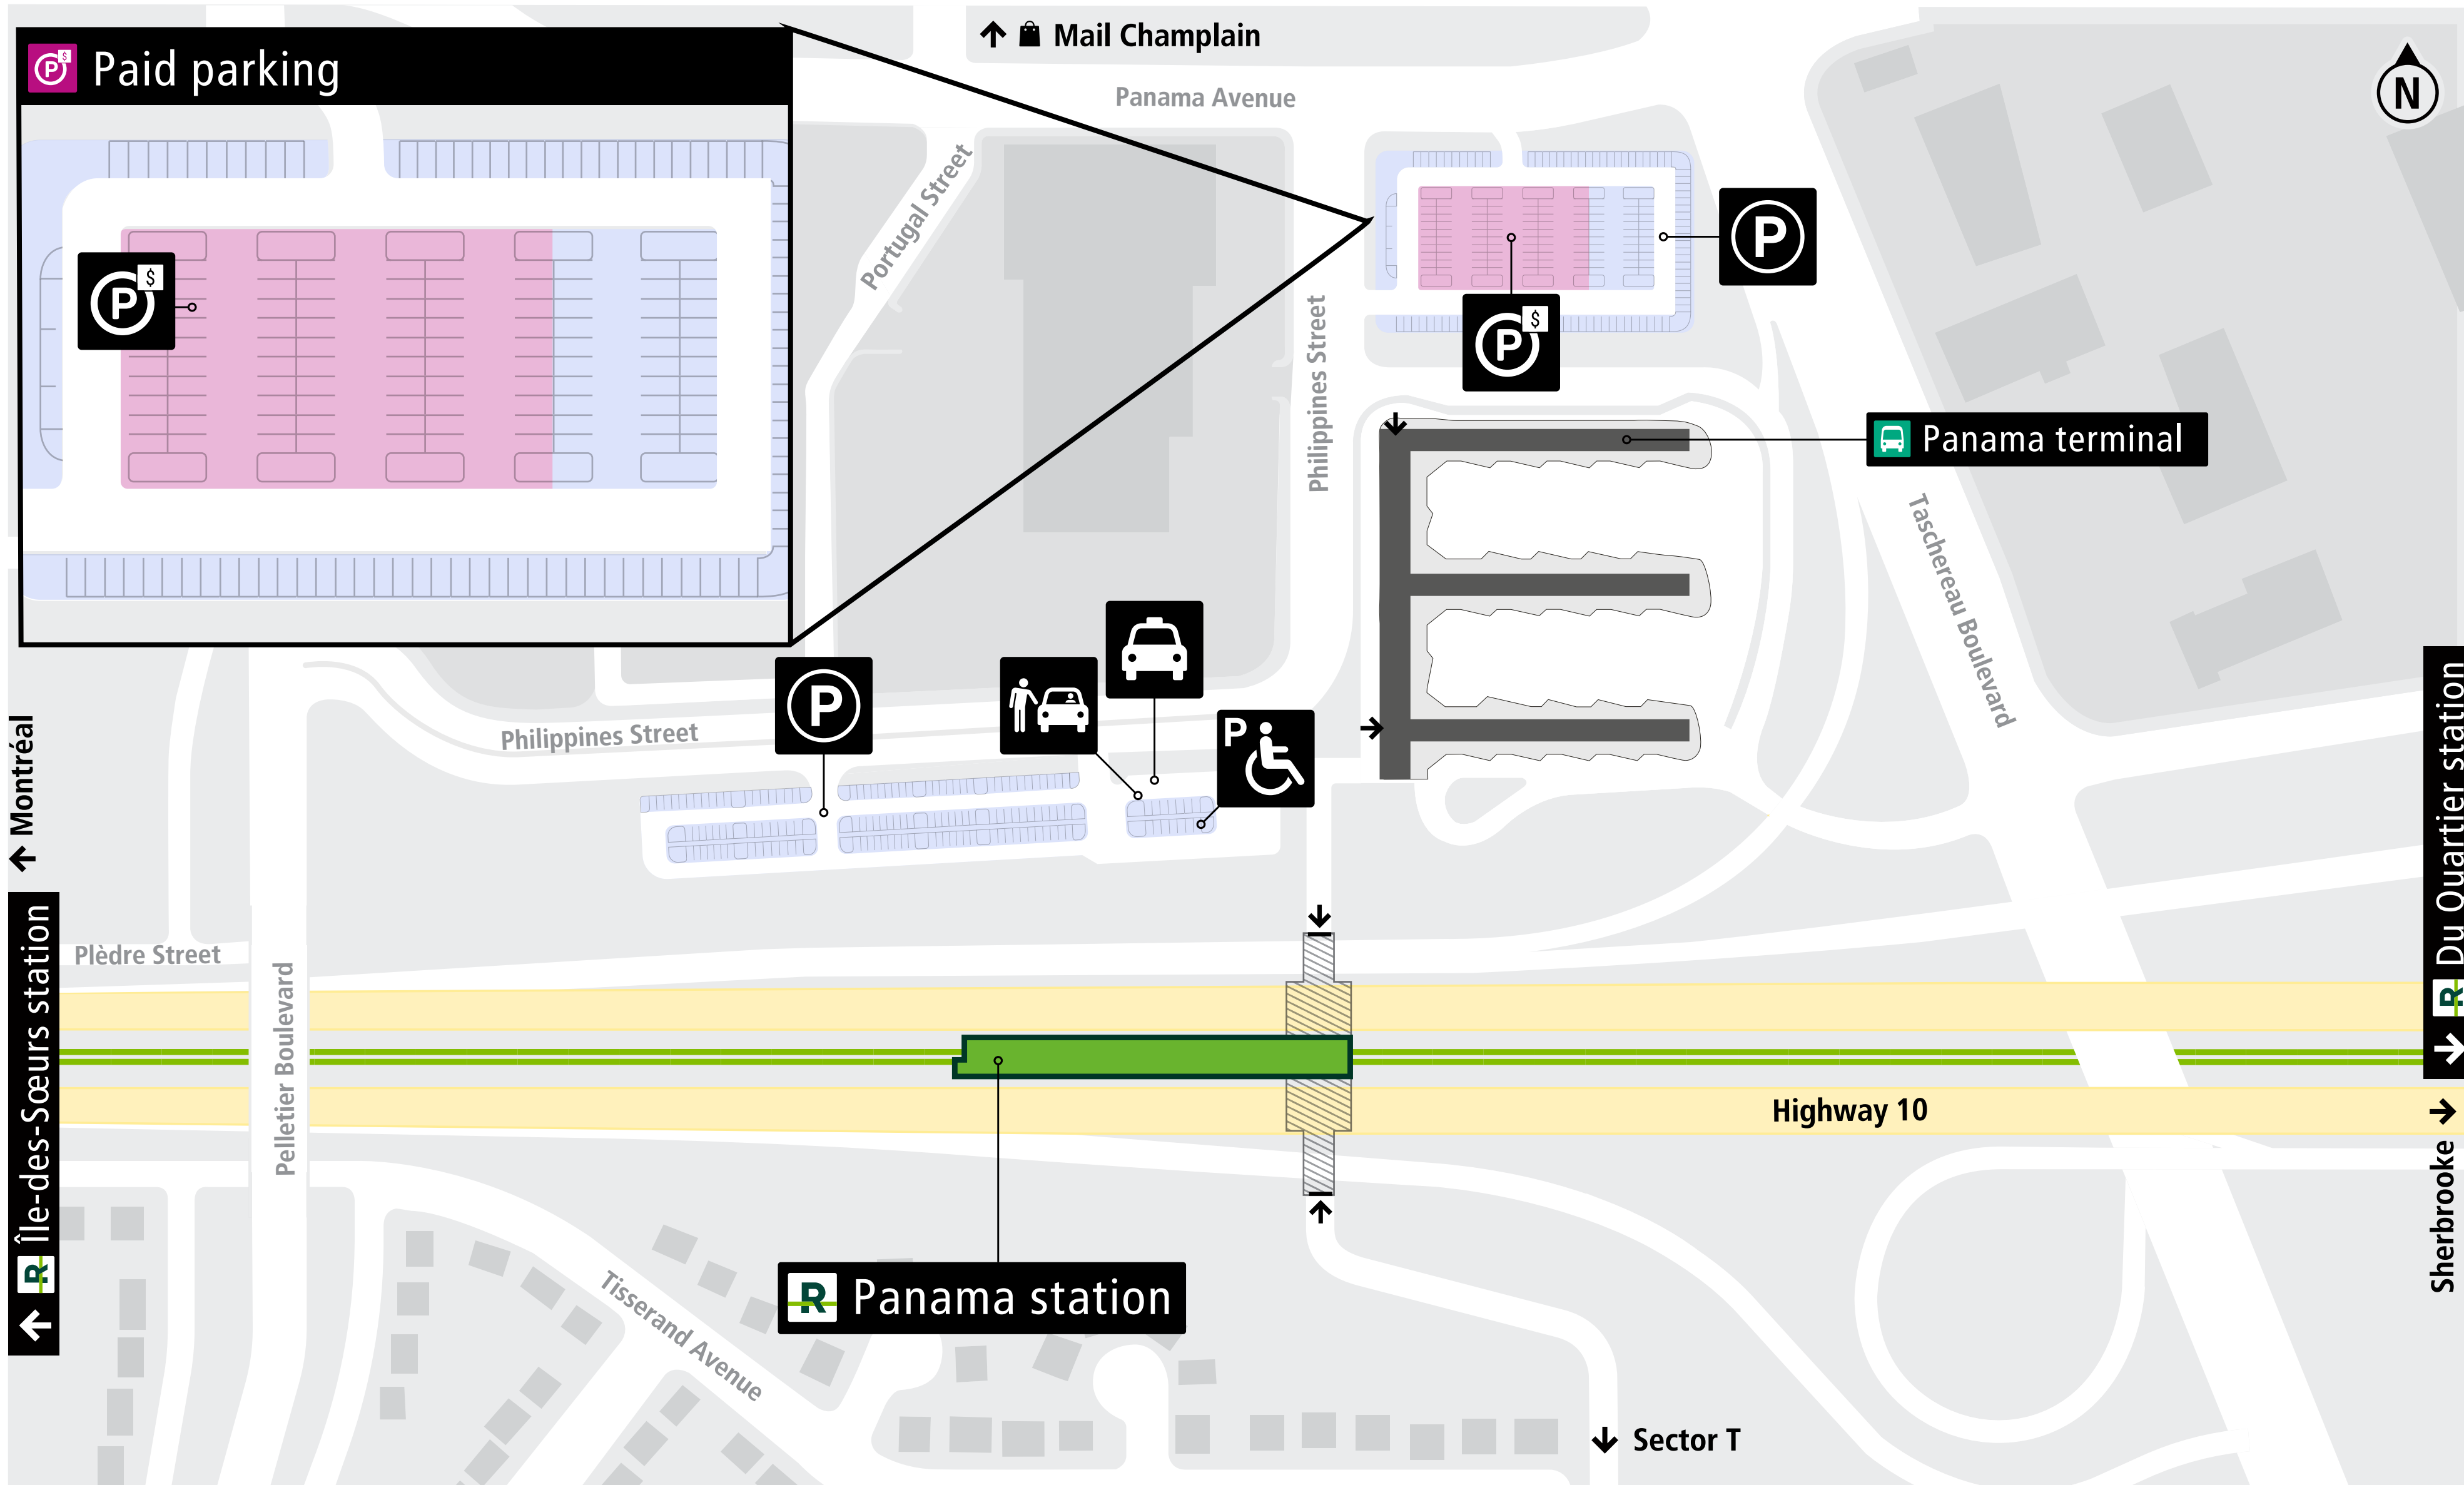 Mail Champlain
N
P $ Paid parking
Panama Avenue
Portugal Street
P
P $
P $
Philippines Street
Panama terminal
Taschereau Boulevard
P
P
Philippines Street
Montréal
Du Quartier station
R
Île-des-Sœurs station
R
Plèdre Street
Pelletier Boulevard
Highway 10
Sherbrooke
R Panama station
Tisserand Avenue
Sector T